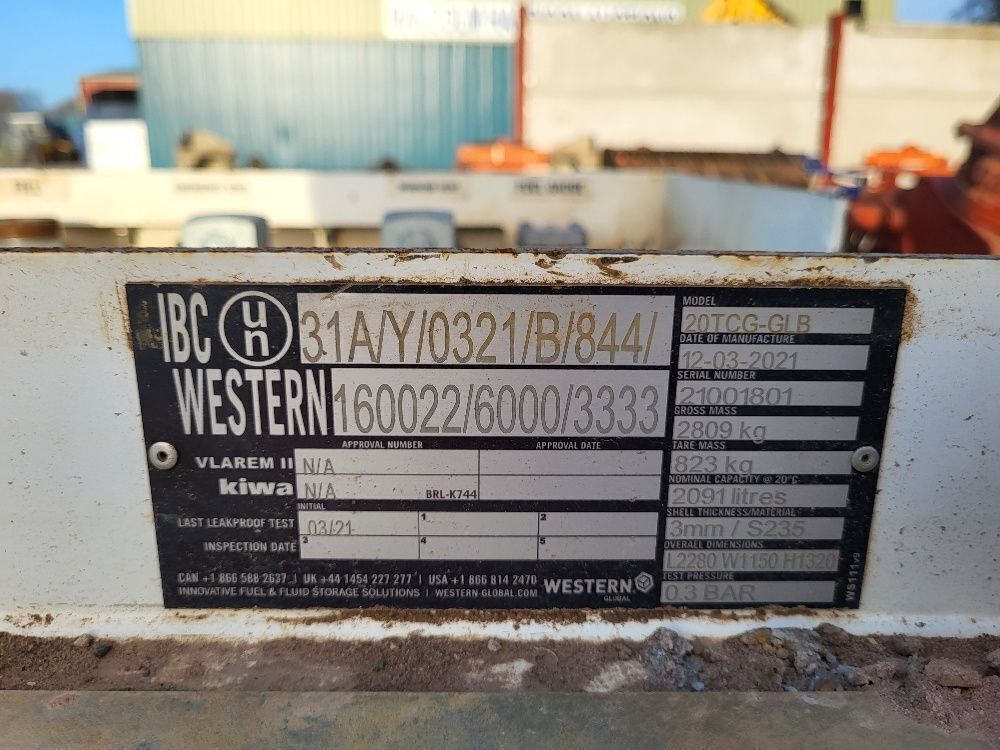 IBC UN 31A/Y/0321/B/844/
WESTERN 160022/6000/3333
APPROVAL NUMBER APPROVAL DATE
VLAREM II N/A
kiwa N/A BRL-K744
INITIAL 1 2
LAST LEAKPROOF TEST 03/21
INSPECTION DATE 3 4 5
CAN +1 866 588 2637 | UK +44 1454 227 277 | USA +1 866 814 2470
INNOVATIVE FUEL & FLUID STORAGE SOLUTIONS | WESTERN-GLOBAL.COM
WESTERN
GLOBAL
MODEL
20TCG-GLB
DATE OF MANUFACTURE
12-03-2021
SERIAL NUMBER
21001801
GROSS MASS
2809 kg
TARE MASS
823 kg
NOMINAL CAPACITY @ 20°C
2091 litres
SHELL THICKNESS/MATERIAL
3mm / S235
OVERALL DIMENSIONS
L2280 W1150 H1320
TEST PRESSURE
0.3 BAR
WS111v9